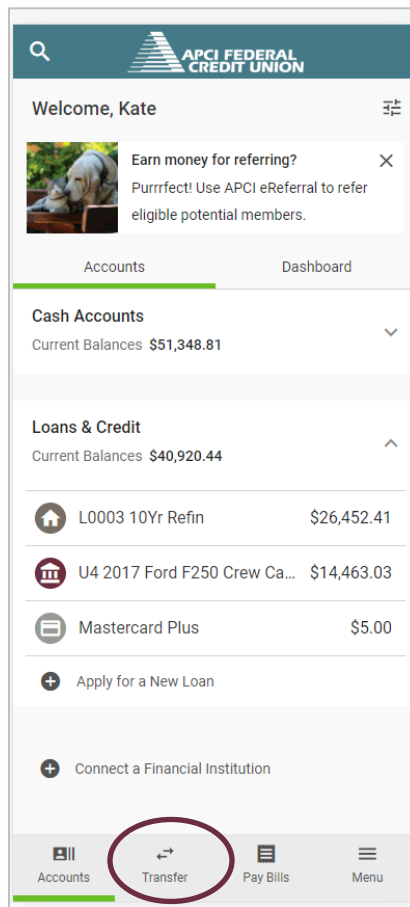 APCI FEDERAL
CREDIT UNION
Welcome, Kate
Earn money for referring?
Purrrfect! Use APCI eReferral to refer
eligible potential members.
Accounts Dashboard
Cash Accounts
Current Balances $51,348.81
Loans & Credit
Current Balances $40,920.44
L0003 10Yr Refin $26,452.41
U4 2017 Ford F250 Crew Ca... $14,463.03
Mastercard Plus $5.00
Apply for a New Loan
Connect a Financial Institution
Accounts Transfer Pay Bills Menu